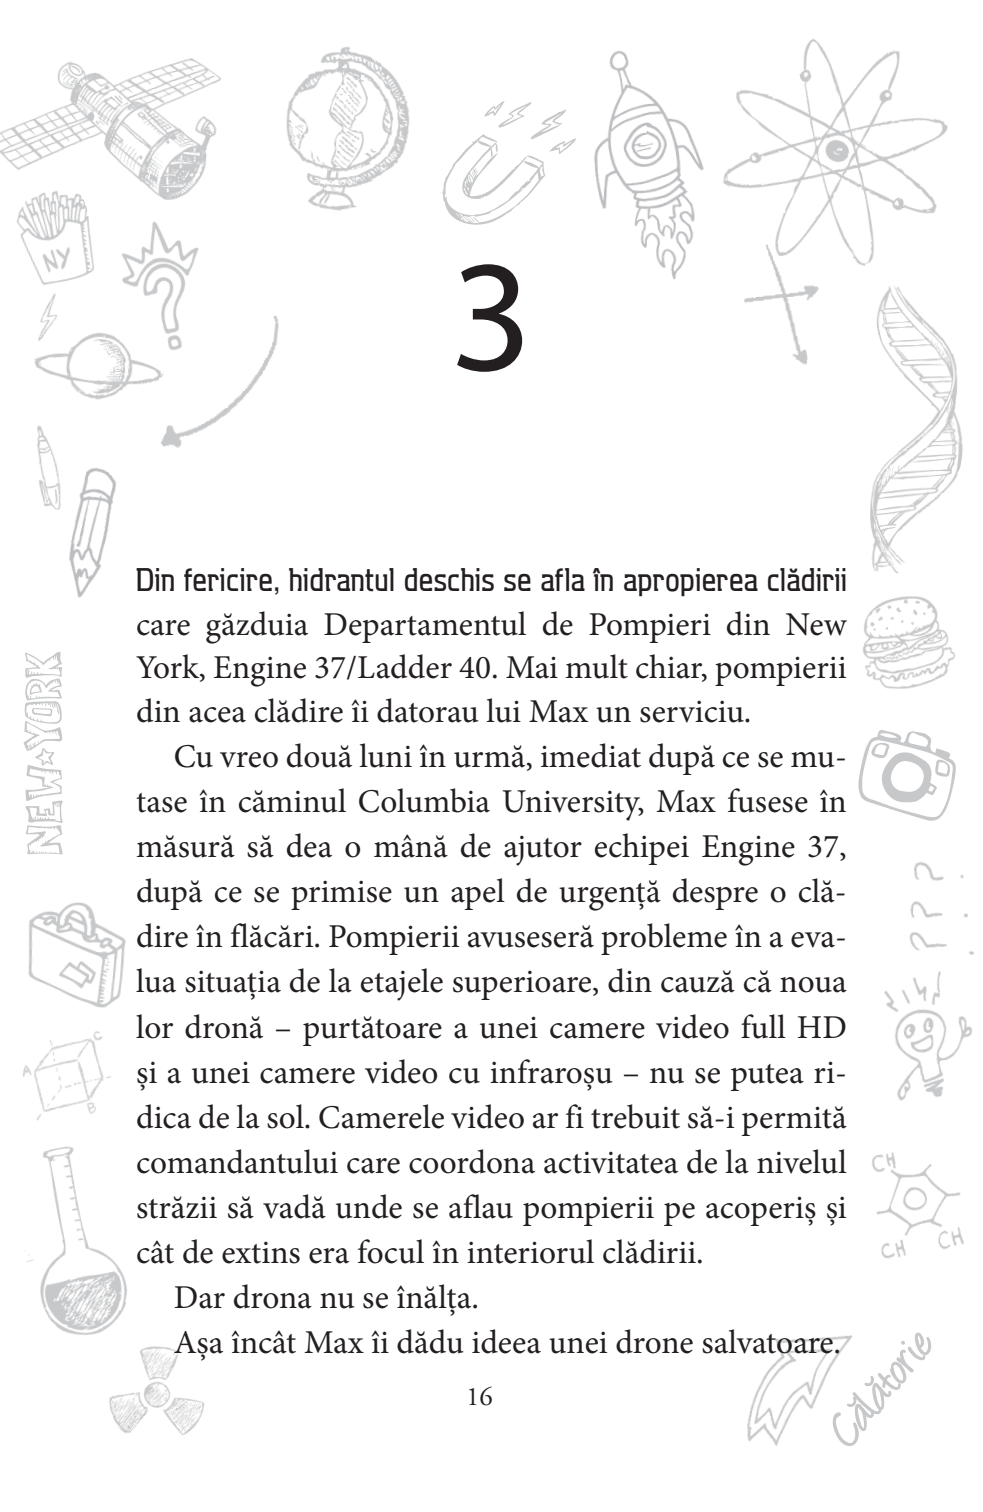 NY
3
Din fericire, hidrantul deschis se afla în apropierea clădirii
care găzduia Departamentul de Pompieri din New
York, Engine 37/Ladder 40. Mai mult chiar, pompierii
din acea clădire îi datorau lui Max un serviciu.
Cu vreo două luni în urmă, imediat după ce se mu-
tase în căminul Columbia University, Max fusese în
măsură să dea o mână de ajutor echipei Engine 37,
după ce se primise un apel de urgență despre o clă-
dire în flăcări. Pompierii avuseseră probleme în a eva-
lua situația de la etajele superioare, din cauză că noua
lor dronă – purtătoare a unei camere video full HD
și a unei camere video cu infraroșu – nu se putea ri-
dica de la sol. Camerele video ar fi trebuit să-i permită
comandantului care coordona activitatea de la nivelul
străzii să vadă unde se aflau pompierii pe acoperiș și
cât de extins era focul în interiorul clădirii.
Dar drona nu se înălța.
Așa încât Max îi dădu ideea unei drone salvatoare.
16
NEW YORK
???
C
A
B
CH
CH
CH
Călătorie